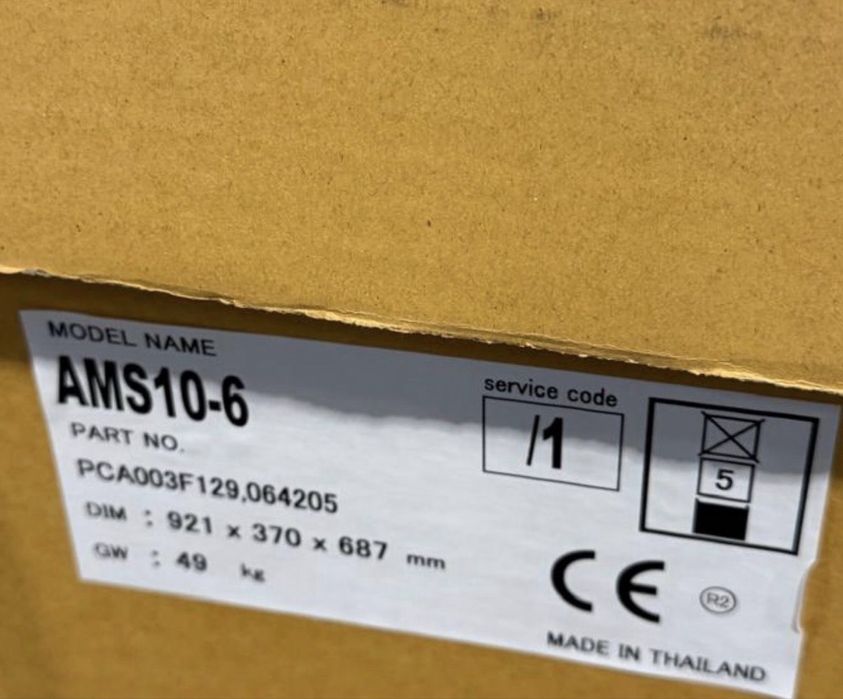 MODEL NAME
AMS10-6
PART NO.
PCA003F129,064205
DIM : 921 x 370 x 687 mm
GW : 49 kg
service code
/1
5
CE
R2
MADE IN THAILAND